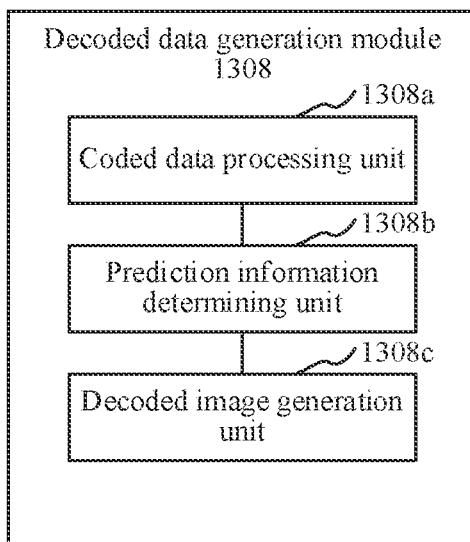 Decoded data generation module
1308
1308a
Coded data processing unit
1308b
Prediction information
determining unit
1308c
Decoded image generation
unit